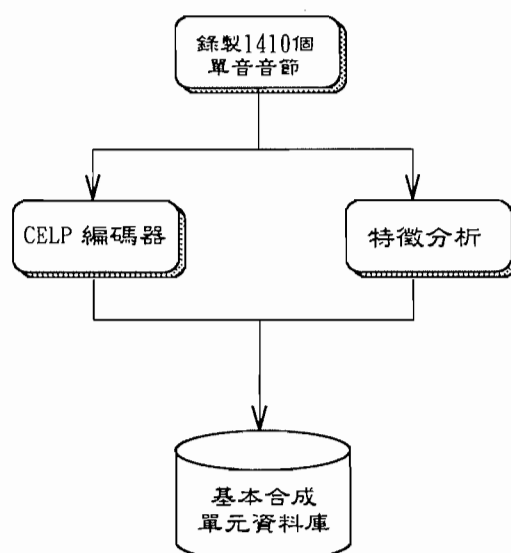 錄製1410個
單音音節
CELP 編碼器
特徵分析
基本合成
單元資料庫